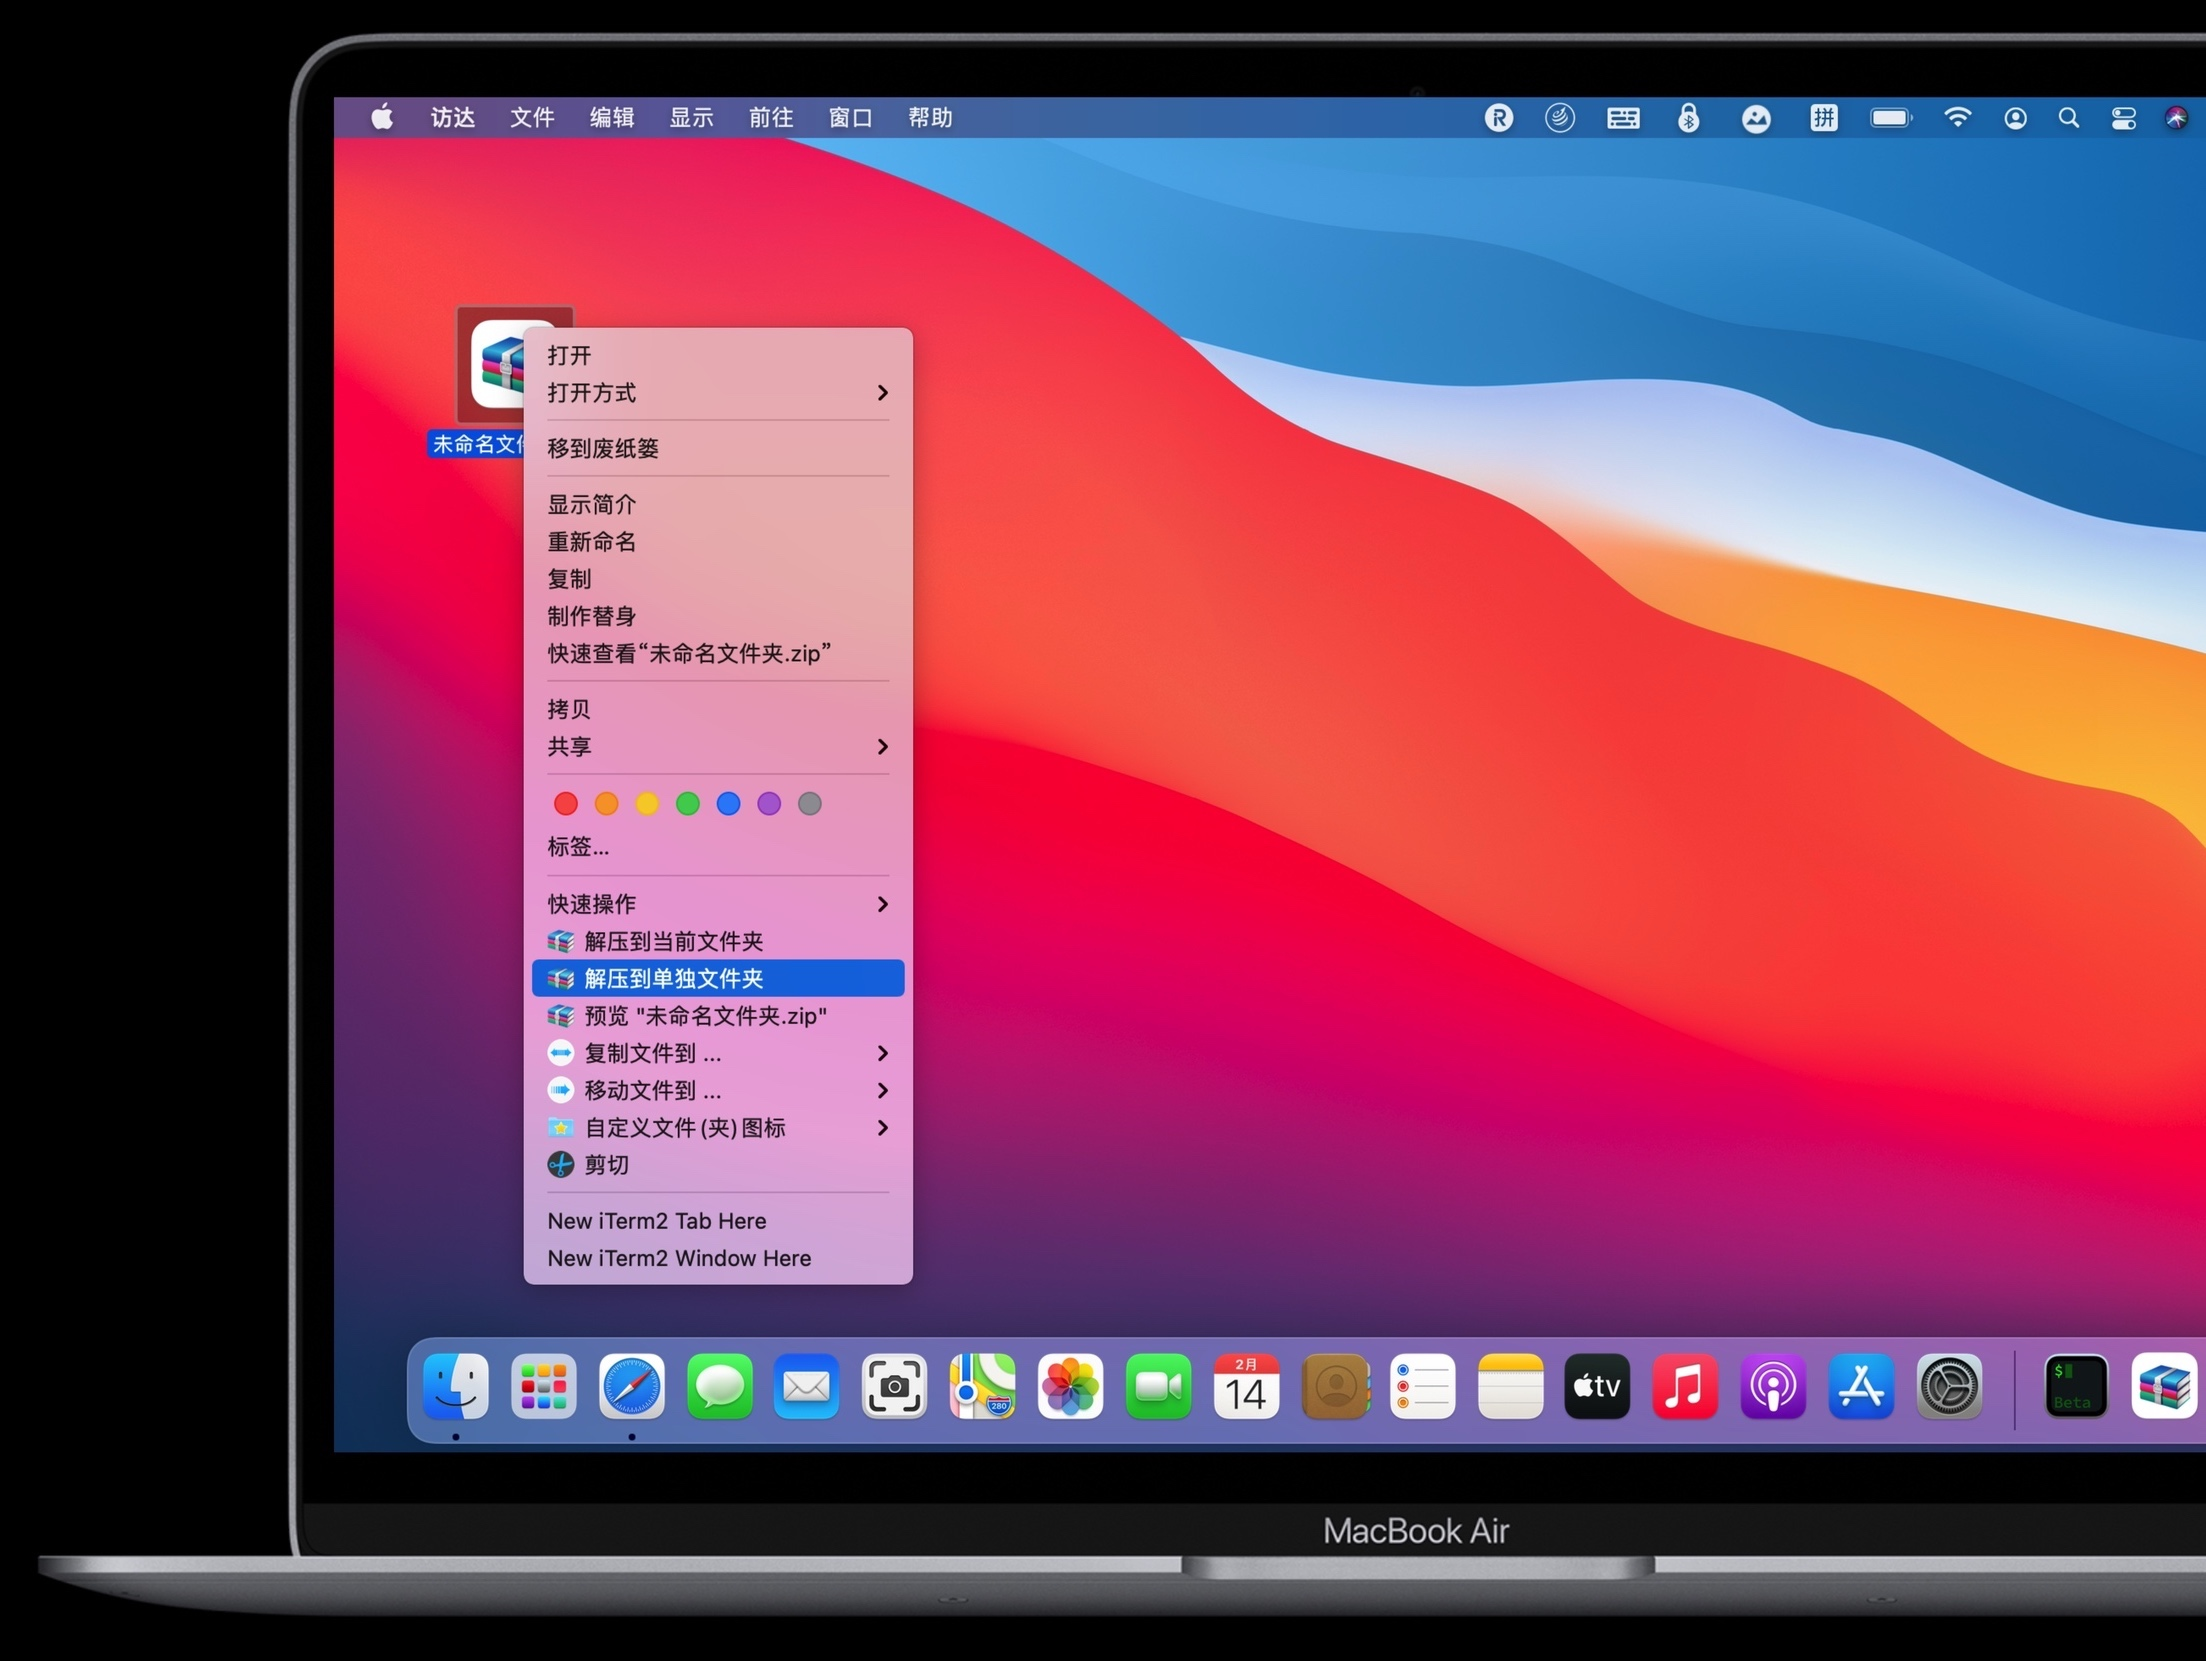 访达 文件 编辑 显示 前往 窗口 帮助
拼
未命名文件
打开
打开方式
移到废纸篓
显示简介
重新命名
复制
制作替身
快速查看“未命名文件夹.zip”
拷贝
共享
标签...
快速操作
解压到当前文件夹
解压到单独文件夹
预览 "未命名文件夹.zip"
复制文件到 ...
移动文件到 ...
自定义文件(夹)图标
剪切
New iTerm2 Tab Here
New iTerm2 Window Here
280
2月
14
tv
$
Beta
MacBook Air